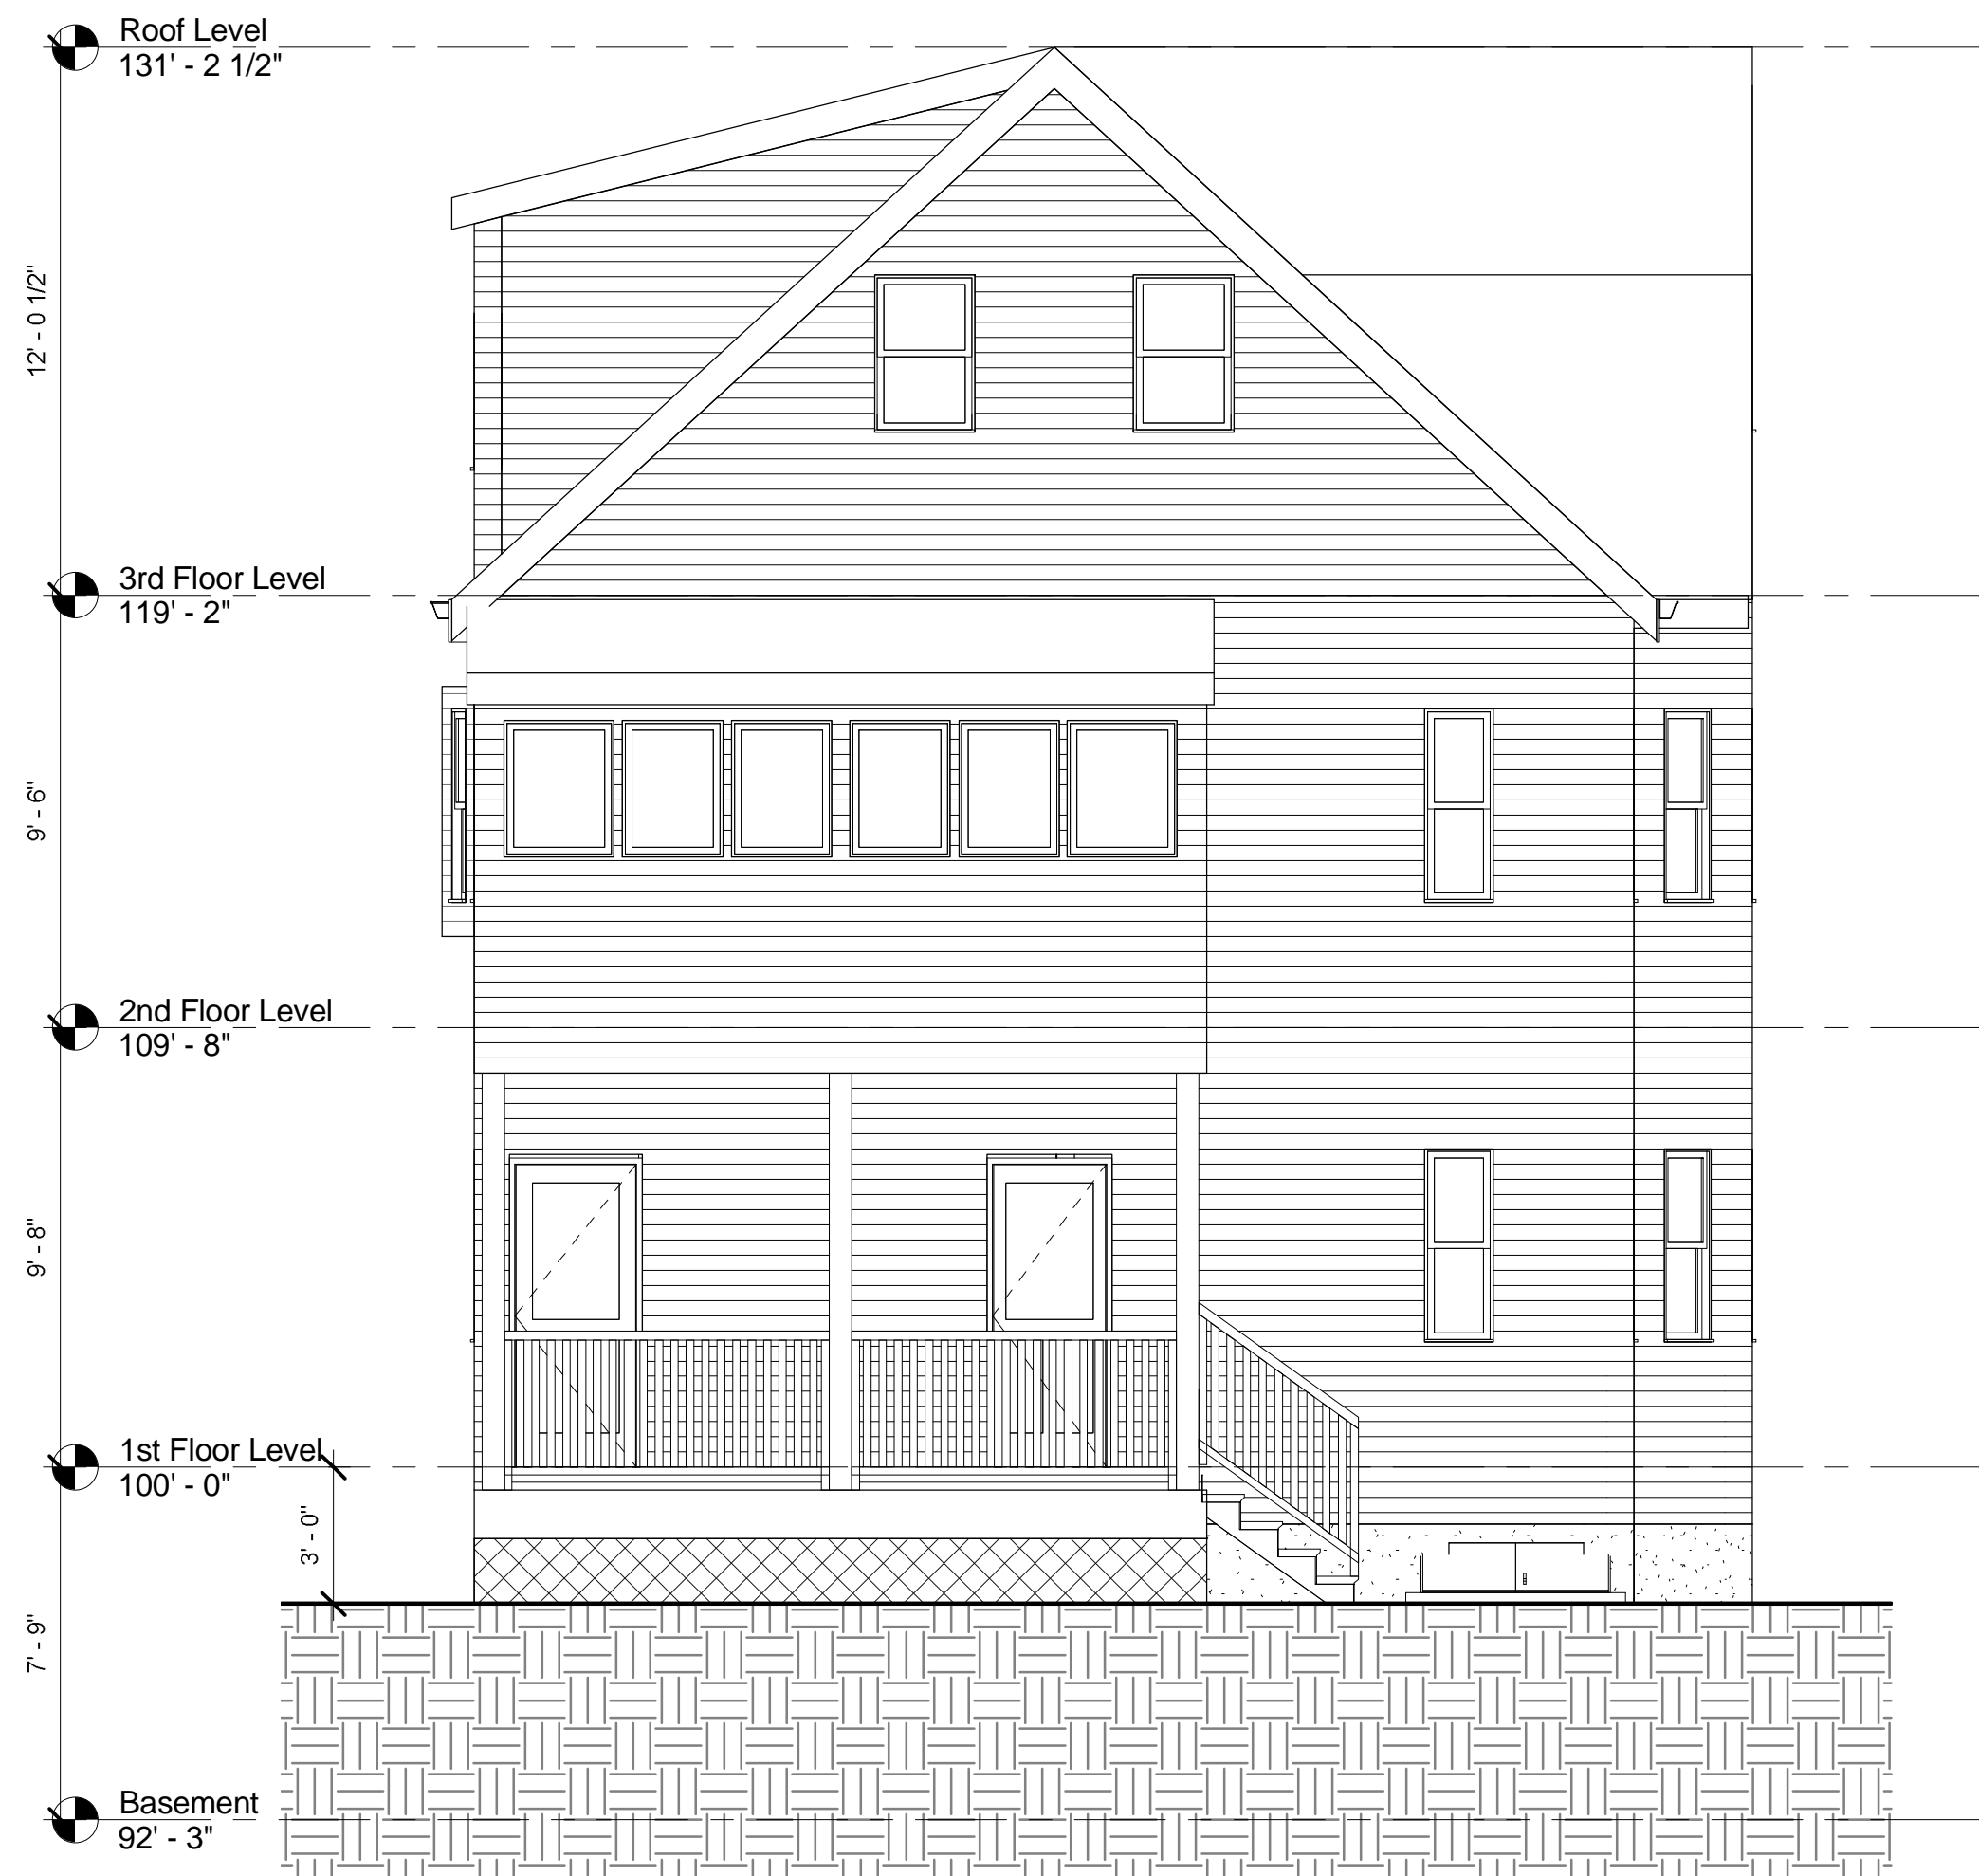 Roof Level
131' - 2 1/2"
12' - 0 1/2"
3rd Floor Level
119' - 2"
9' - 6"
2nd Floor Level
109' - 8"
9' - 8"
1st Floor Level
100' - 0"
3' - 0"
7' - 9"
Basement
92' - 3"